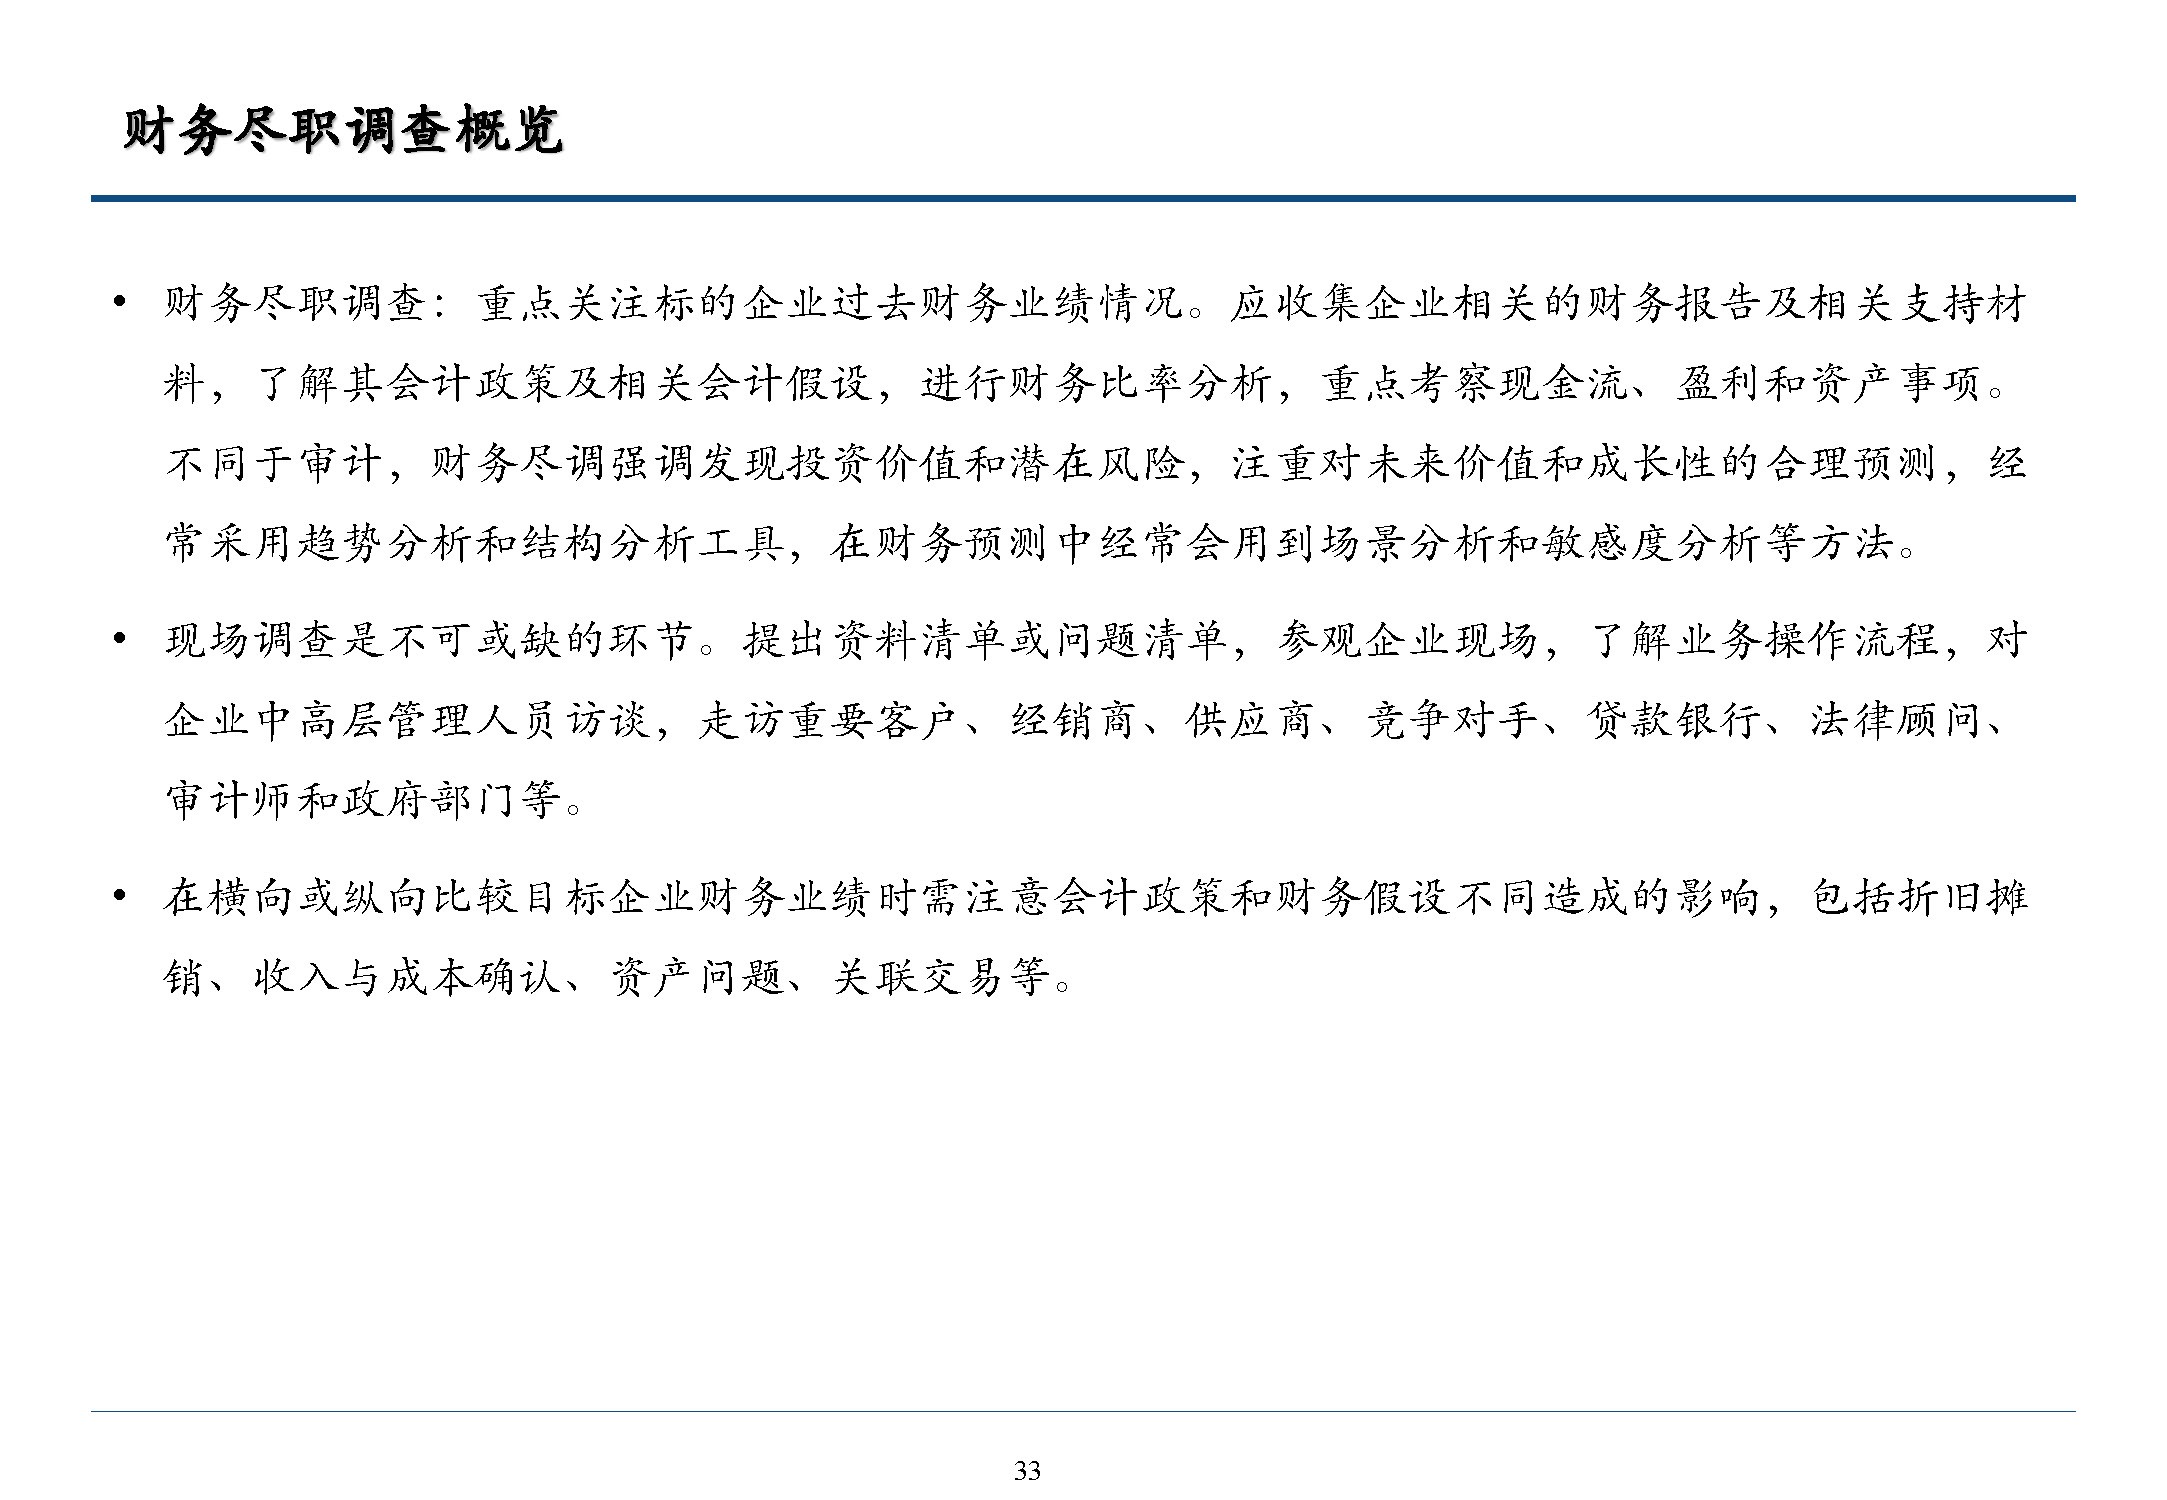 财务尽职调查概览
• 财务尽职调查：重点关注标的企业过去财务业绩情况。应收集企业相关的财务报告及相关支持材
料，了解其会计政策及相关会计假设，进行财务比率分析，重点考察现金流、盈利和资产事项。
不同于审计，财务尽调强调发现投资价值和潜在风险，注重对未来价值和成长性的合理预测，经
常采用趋势分析和结构分析工具，在财务预测中经常会用到场景分析和敏感度分析等方法。
• 现场调查是不可或缺的环节。提出资料清单或问题清单，参观企业现场，了解业务操作流程，对
企业中高层管理人员访谈，走访重要客户、经销商、供应商、竞争对手、贷款银行、法律顾问、
审计师和政府部门等。
• 在横向或纵向比较目标企业财务业绩时需注意会计政策和财务假设不同造成的影响，包括折旧摊
销、收入与成本确认、资产问题、关联交易等。
33